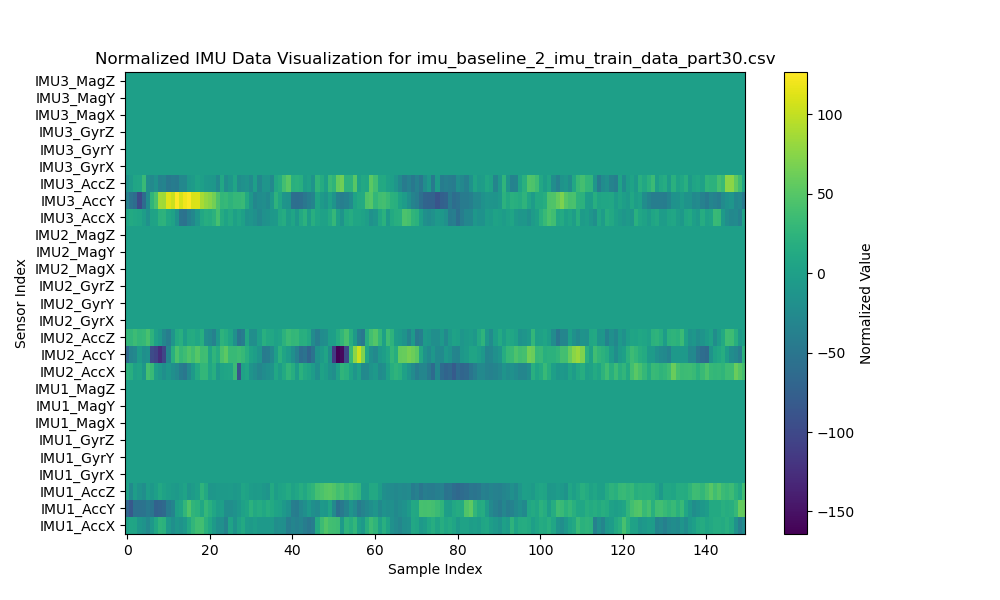 Normalized IMU Data Visualization for imu_baseline_2_imu_train_data_part30.csv
IMU3_MagZ
IMU3_MagY
IMU3_MagX
IMU3_GyrZ
IMU3_GyrY
IMU3_GyrX
IMU3_AccZ
IMU3_AccY
IMU3_AccX
IMU2_MagZ
IMU2_MagY
IMU2_MagX
IMU2_GyrZ
IMU2_GyrY
IMU2_GyrX
IMU2_AccZ
IMU2_AccY
IMU2_AccX
IMU1_MagZ
IMU1_MagY
IMU1_MagX
IMU1_GyrZ
IMU1_GyrY
IMU1_GyrX
IMU1_AccZ
IMU1_AccY
IMU1_AccX
Sensor Index
0 20 40 60 80 100 120 140
Sample Index
100
50
0
−50
−100
−150
Normalized Value